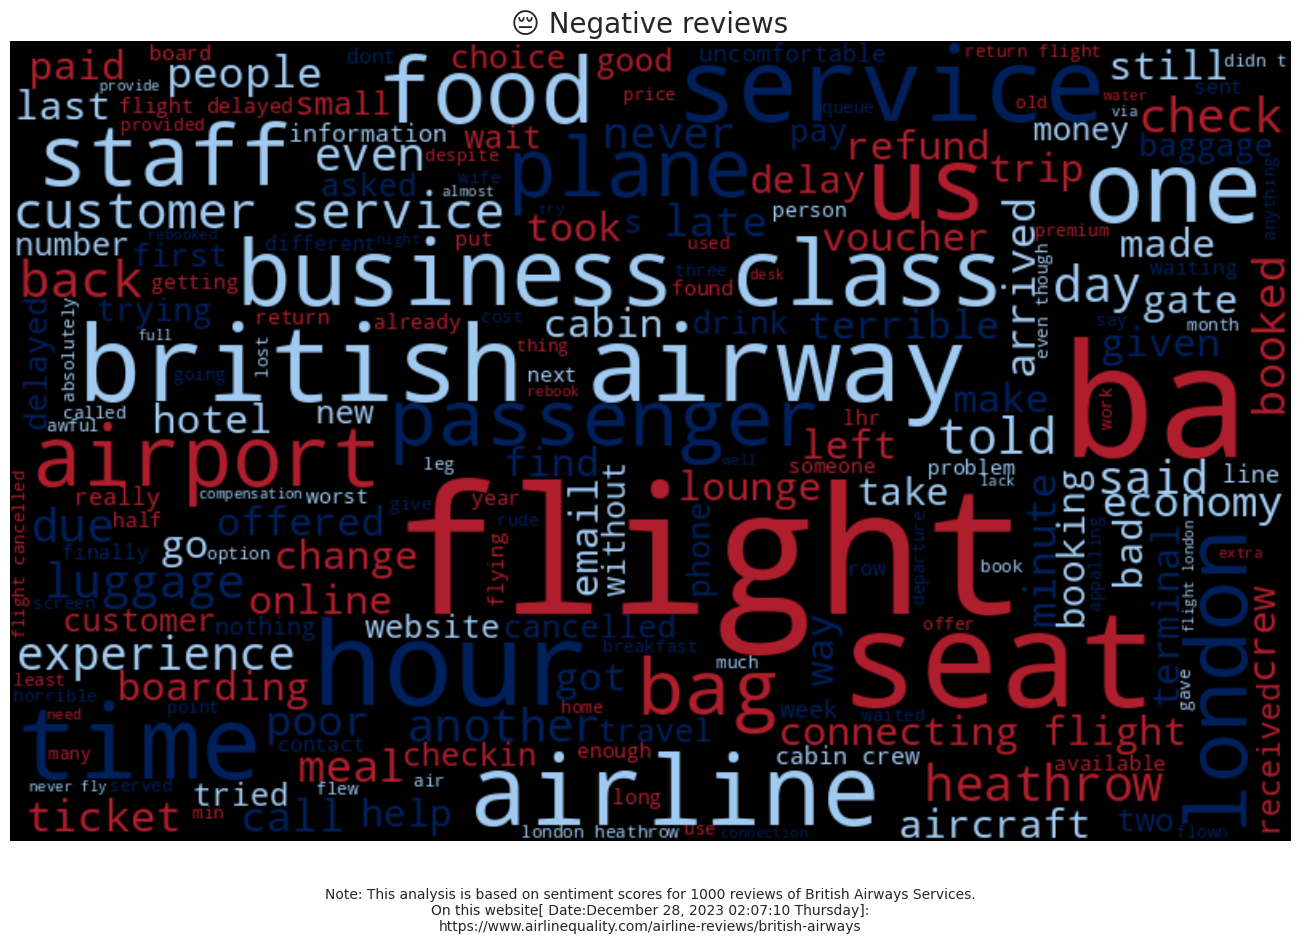 😔 Negative reviews
paid board dont choice good uncomfortable return flight still didn t
provide people food service sent
last flight delayed small price queue old water via check
provided information wait never pay money baggage
staff even despite plane refund us trip one anything
asked wife almost delay
customer service try took s late person voucher arrived premium made
number rebooked different night put used
first business class three desk even though day waiting booked
back getting found gate
delayed absolutely trying return already cost cabin drink terrible say month
full british airway thing given
going lost next rebook ba work
called hotel new passenger make
awful lhr left told
airport leg find well someone problem said line
really compensation worst year lounge take lack economy
due half offered give flight rude email without phone minute booking bad
flight cancelled finally go option change flying row departure book appalling terminal flight london london extra
screen luggage online
customer nothing website cancelled seat offer crew
experience hour breakfast much way
least horrible boarding got bag gave received
need time point poor another home travel week waited connecting flight
many contact meal checkin enough cabin crew available
never fly served tried flew air airline long heathrow
ticket min call help london heathrow use connection aircraft two flown
Note: This analysis is based on sentiment scores for 1000 reviews of British Airways Services.
On this website[ Date:December 28, 2023 02:07:10 Thursday]:
https://www.airlinequality.com/airline-reviews/british-airways